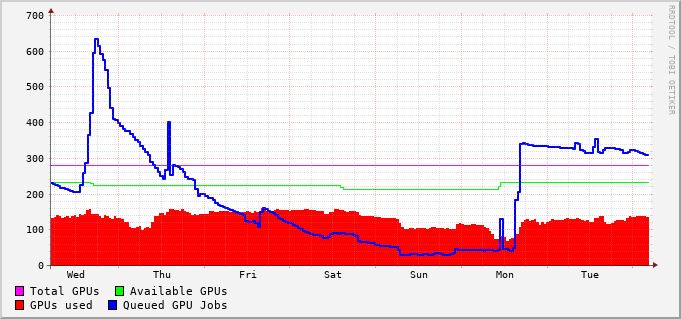 700
600
500
400
300
200
100
0
Wed Thu Fri Sat Sun Mon Tue
Total GPUs Available GPUs
GPUs used Queued GPU Jobs
RRDTOOL / TOBI OETIKER